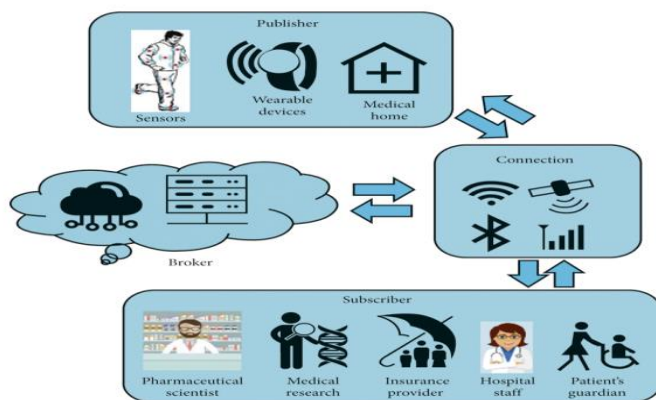 Publisher
Sensors
Wearable
devices
Medical
home
Connection
Broker
Subscriber
Pharmaceutical
scientist
Medical
research
Insurance
provider
Hospital
staff
Patient's
guardian